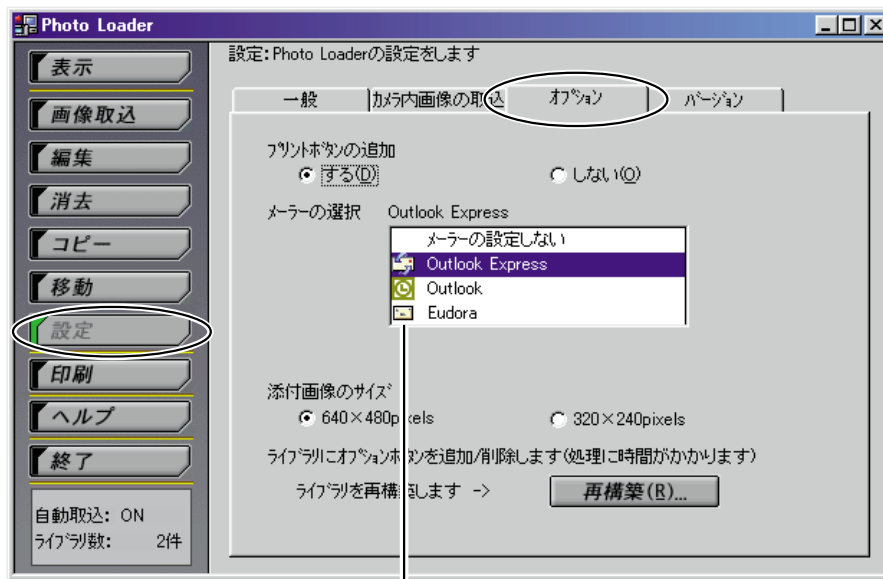 Photo Loader
表示
画像取込
編集
消去
コピー
移動
設定
印刷
ヘルプ
終了
自動取込: ON
ライブラリ数: 2件
設定: Photo Loaderの設定をします
一般 カメラ内画像の取込 オプション バージョン
プリントボタンの追加
する(D) しない(O)
メーラーの選択 Outlook Express
メーラーの設定しない
Outlook Express
Outlook
Eudora
添付画像のサイズ
640×480pixels 320×240pixels
ライブラリにオプションボタンを追加/削除します(処理に時間がかかります)
ライブラリを再構築します -> 再構築(R)...